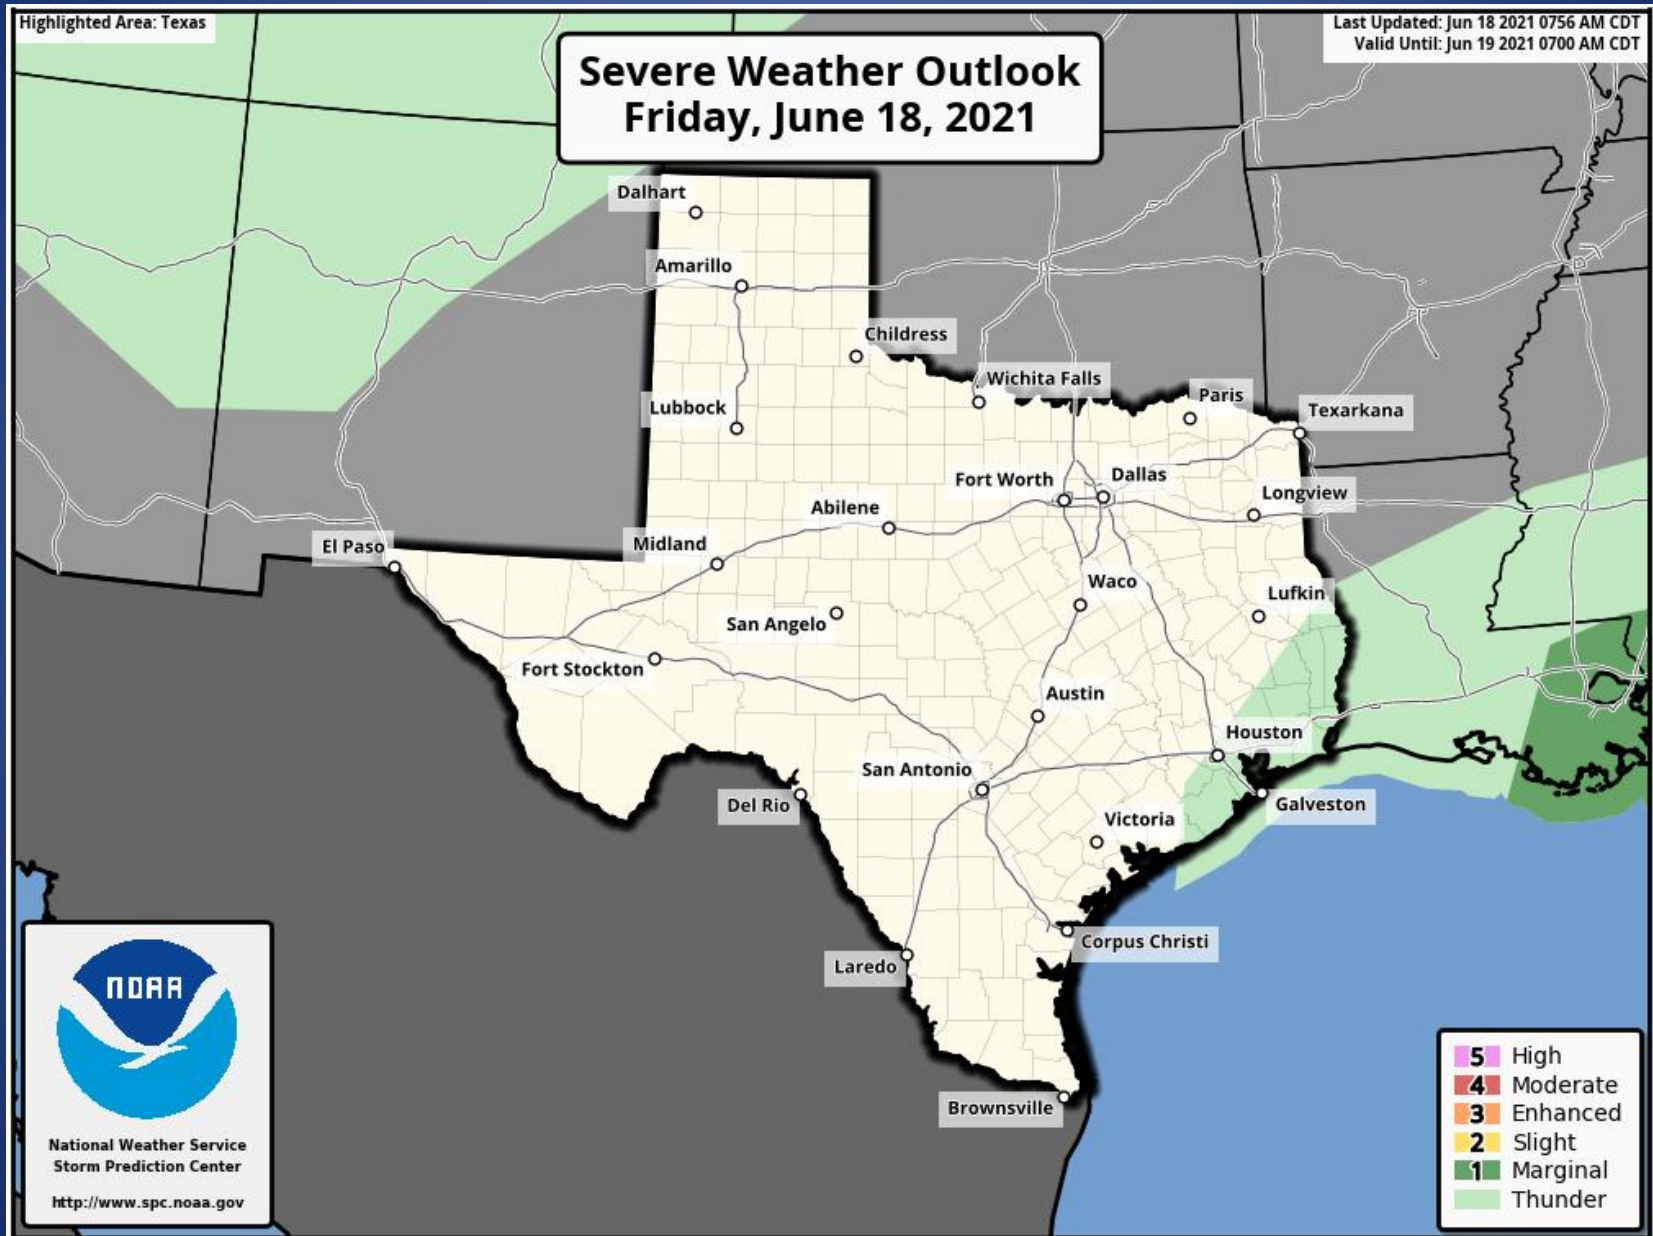 Highlighted Area: Texas
Last Updated: Jun 18 2021 0756 AM CDT
Valid Until: Jun 19 2021 0700 AM CDT
Severe Weather Outlook
Friday, June 18, 2021
Dalhart
Amarillo
Childress
Wichita Falls
Paris
Lubbock
Texarkana
Fort Worth
Dallas
Longview
Abilene
El Paso
Midland
Waco
Lufkin
San Angelo
Fort Stockton
Austin
Houston
San Antonio
Del Rio
Galveston
Victoria
Corpus Christi
Laredo
Brownsville
NOAA
National Weather Service
Storm Prediction Center
http://www.spc.noaa.gov
5 High
4 Moderate
3 Enhanced
2 Slight
1 Marginal
Thunder